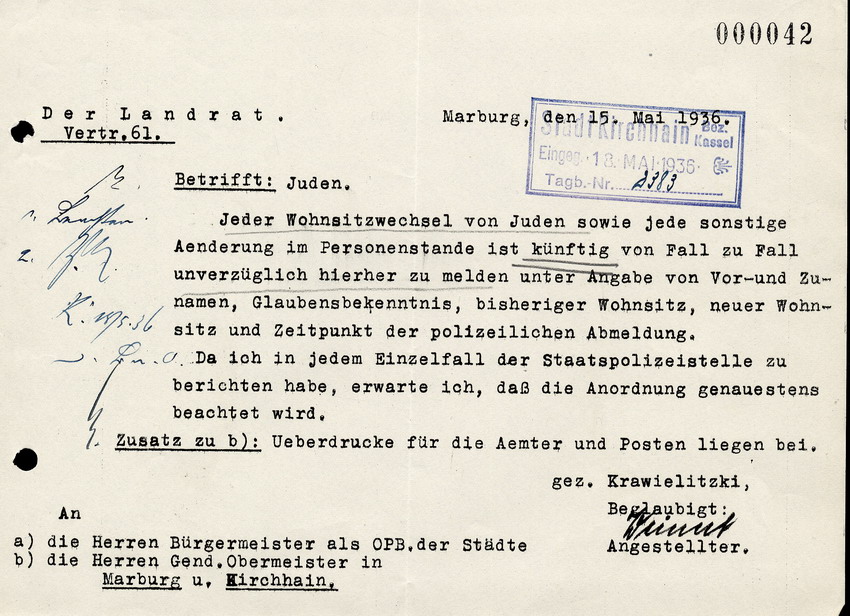 000042
Der Landrat.
Vertr.61.
Marburg, den 15. Mai 1936.
Stadt Kirchhain Bez. Kassel
Eingeg. 18. MAI 1936
Tagb.-Nr. 2383
Betrifft: Juden.
Jeder Wohnsitzwechsel von Juden sowie jede sonstige
Aenderung im Personenstande ist künftig von Fall zu Fall
unverzüglich hierher zu melden unter Angabe von Vor-und Zu-
namen, Glaubensbekenntnis, bisheriger Wohnsitz, neuer Wohn-
sitz und Zeitpunkt der polizeilichen Abmeldung.
Da ich in jedem Einzelfall der Staatspolizeistelle zu
berichten habe, erwarte ich, daß die Anordnung genauestens
beachtet wird.
Zusatz zu b): Ueberdrucke für die Aemter und Posten liegen bei.
gez. Krawielitzki,
Beglaubigt:
Angestellter.
An
a) die Herren Bürgermeister als OPB.der Städte
b) die Herren Gend.Obermeister in
Marburg u. Kirchhain.
1.
2.
K. 18/5.36